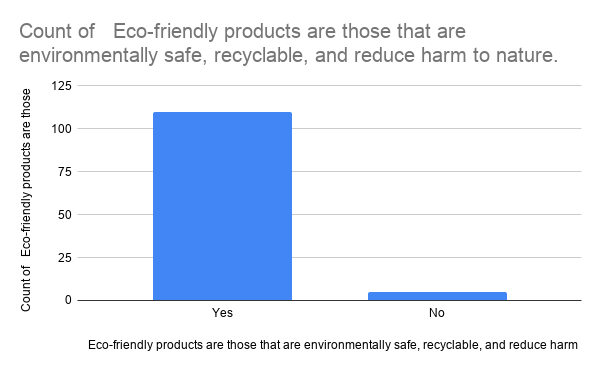 Count of   Eco-friendly products are those that are
environmentally safe, recyclable, and reduce harm to nature.
Count of   Eco-friendly products are those
125
100
75
50
25
0
Yes
No
Eco-friendly products are those that are environmentally safe, recyclable, and reduce harm